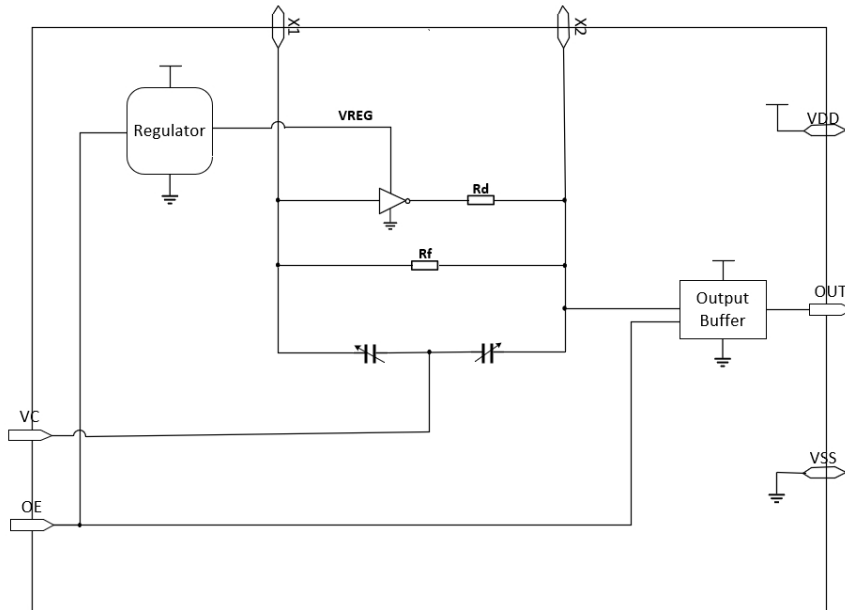 X1
X2
VDD
Regulator
VREG
Rd
Rf
Output
Buffer
OUT
VC
VSS
OE